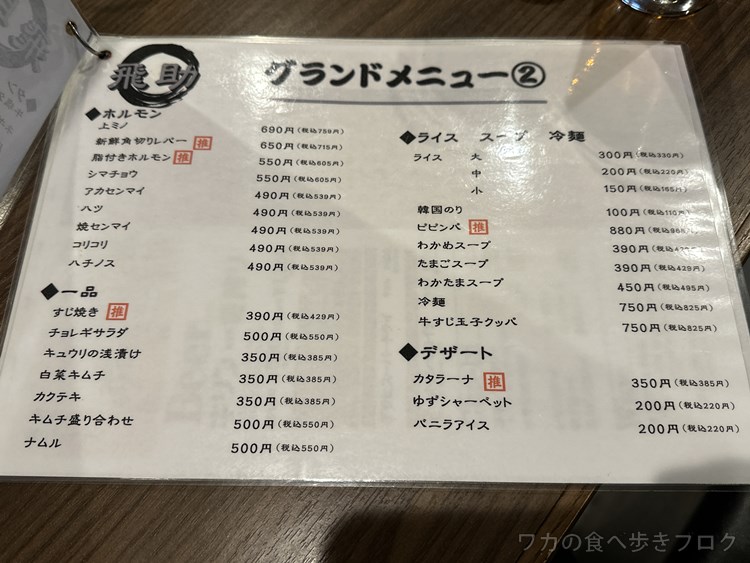 飛助
グランドメニュー②
◆ホルモン
上ミノ 690円(税込759円)
新鮮角切りレバー 推 650円(税込715円)
脂付きホルモン 推 550円(税込605円)
シマチョウ 550円(税込605円)
アカセンマイ 490円(税込539円)
ハツ 490円(税込539円)
焼センマイ 490円(税込539円)
コリコリ 490円(税込539円)
ハチノス 490円(税込539円)
◆一品
すじ焼き 推 390円(税込429円)
チョレギサラダ 500円(税込550円)
キュウリの浅漬け 350円(税込385円)
白菜キムチ 350円(税込385円)
カクテキ 350円(税込385円)
キムチ盛り合わせ 500円(税込550円)
ナムル 500円(税込550円)
◆ライス スープ 冷麺
ライス 大 300円(税込330円)
中 200円(税込220円)
小 150円(税込165円)
韓国のり 100円(税込110円)
ビビンバ 推 880円(税込968円)
わかめスープ 390円(税込429円)
たまごスープ 390円(税込429円)
わかたまスープ 450円(税込495円)
冷麺 750円(税込825円)
牛すじ玉子クッパ 750円(税込825円)
◆デザート
カタラーナ 推 350円(税込385円)
ゆずシャーベット 200円(税込220円)
バニラアイス 200円(税込220円)
ワカの食べ歩きブログ